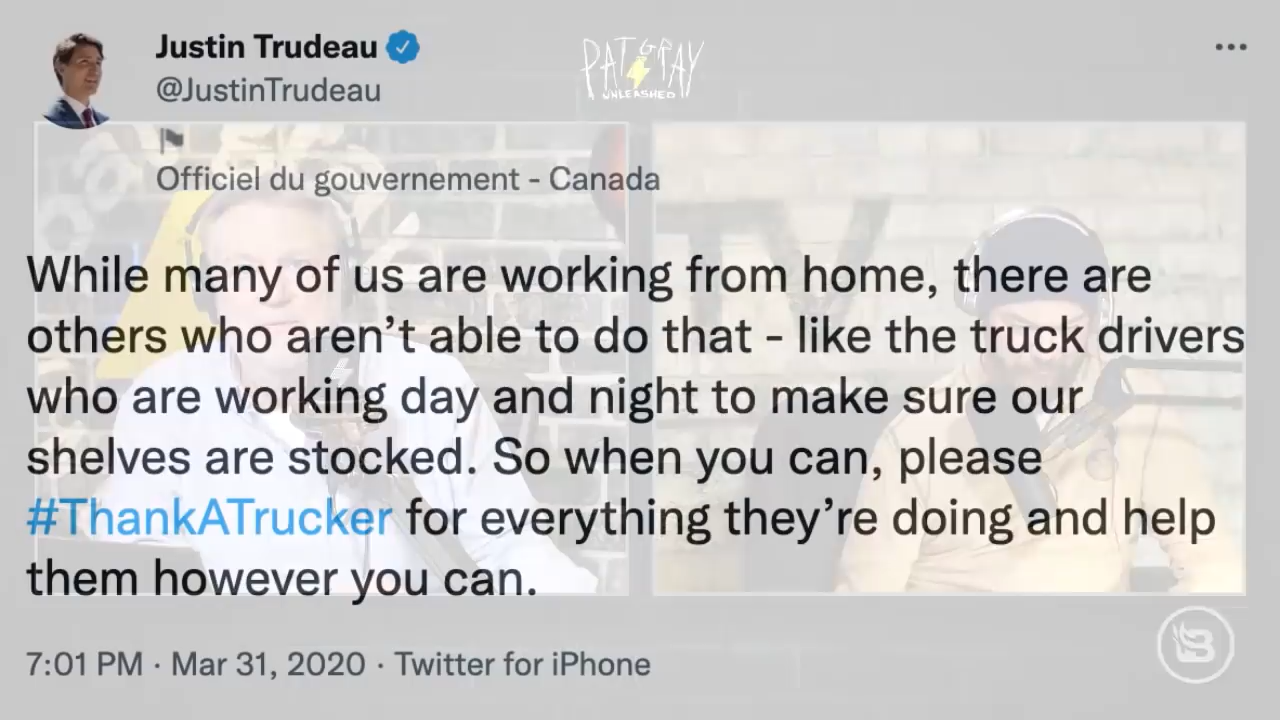 Justin Trudeau
@JustinTrudeau
PAT GRAY
UNLEASHED
Officiel du gouvernement - Canada
While many of us are working from home, there are
others who aren’t able to do that - like the truck drivers
who are working day and night to make sure our
shelves are stocked. So when you can, please
#ThankATrucker for everything they’re doing and help
them however you can.
7:01 PM · Mar 31, 2020 · Twitter for iPhone
B